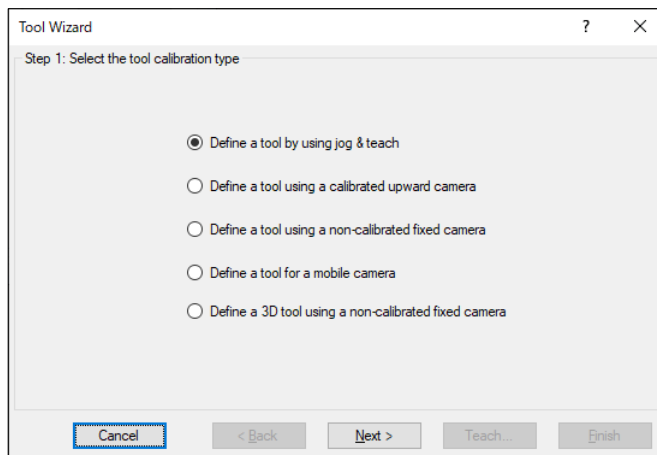 Tool Wizard
?
Step 1: Select the tool calibration type
Define a tool by using jog & teach
Define a tool using a calibrated upward camera
Define a tool using a non-calibrated fixed camera
Define a tool for a mobile camera
Define a 3D tool using a non-calibrated fixed camera
Cancel < Back Next > Teach... Finish